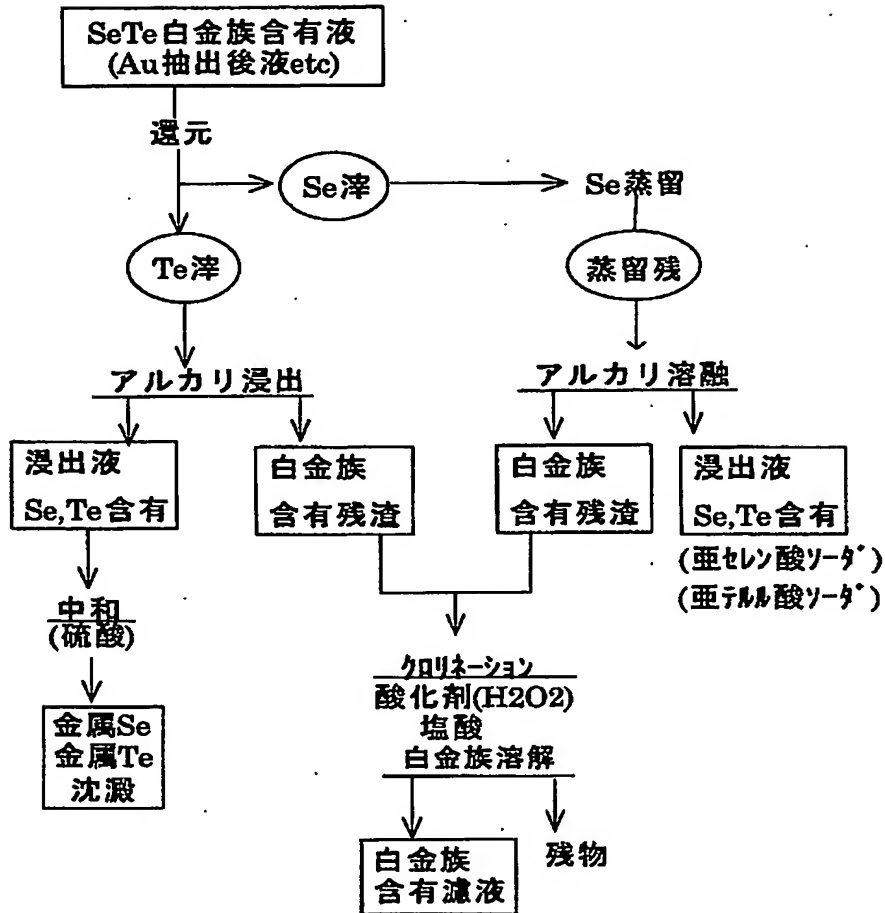 SeTe白金族含有液
(Au抽出後液etc)
還元
Se滓
Se蒸留
Te滓
蒸留残
アルカリ浸出
アルカリ溶融
浸出液
Se,Te含有
白金族
含有残渣
白金族
含有残渣
浸出液
Se,Te含有
(亜セレン酸ソーダ)
(亜テルル酸ソーダ)
中和
(硫酸)
クロリネーション
酸化剤(H2O2)
塩酸
白金族溶解
金属Se
金属Te
沈澱
白金族
含有濾液
残物